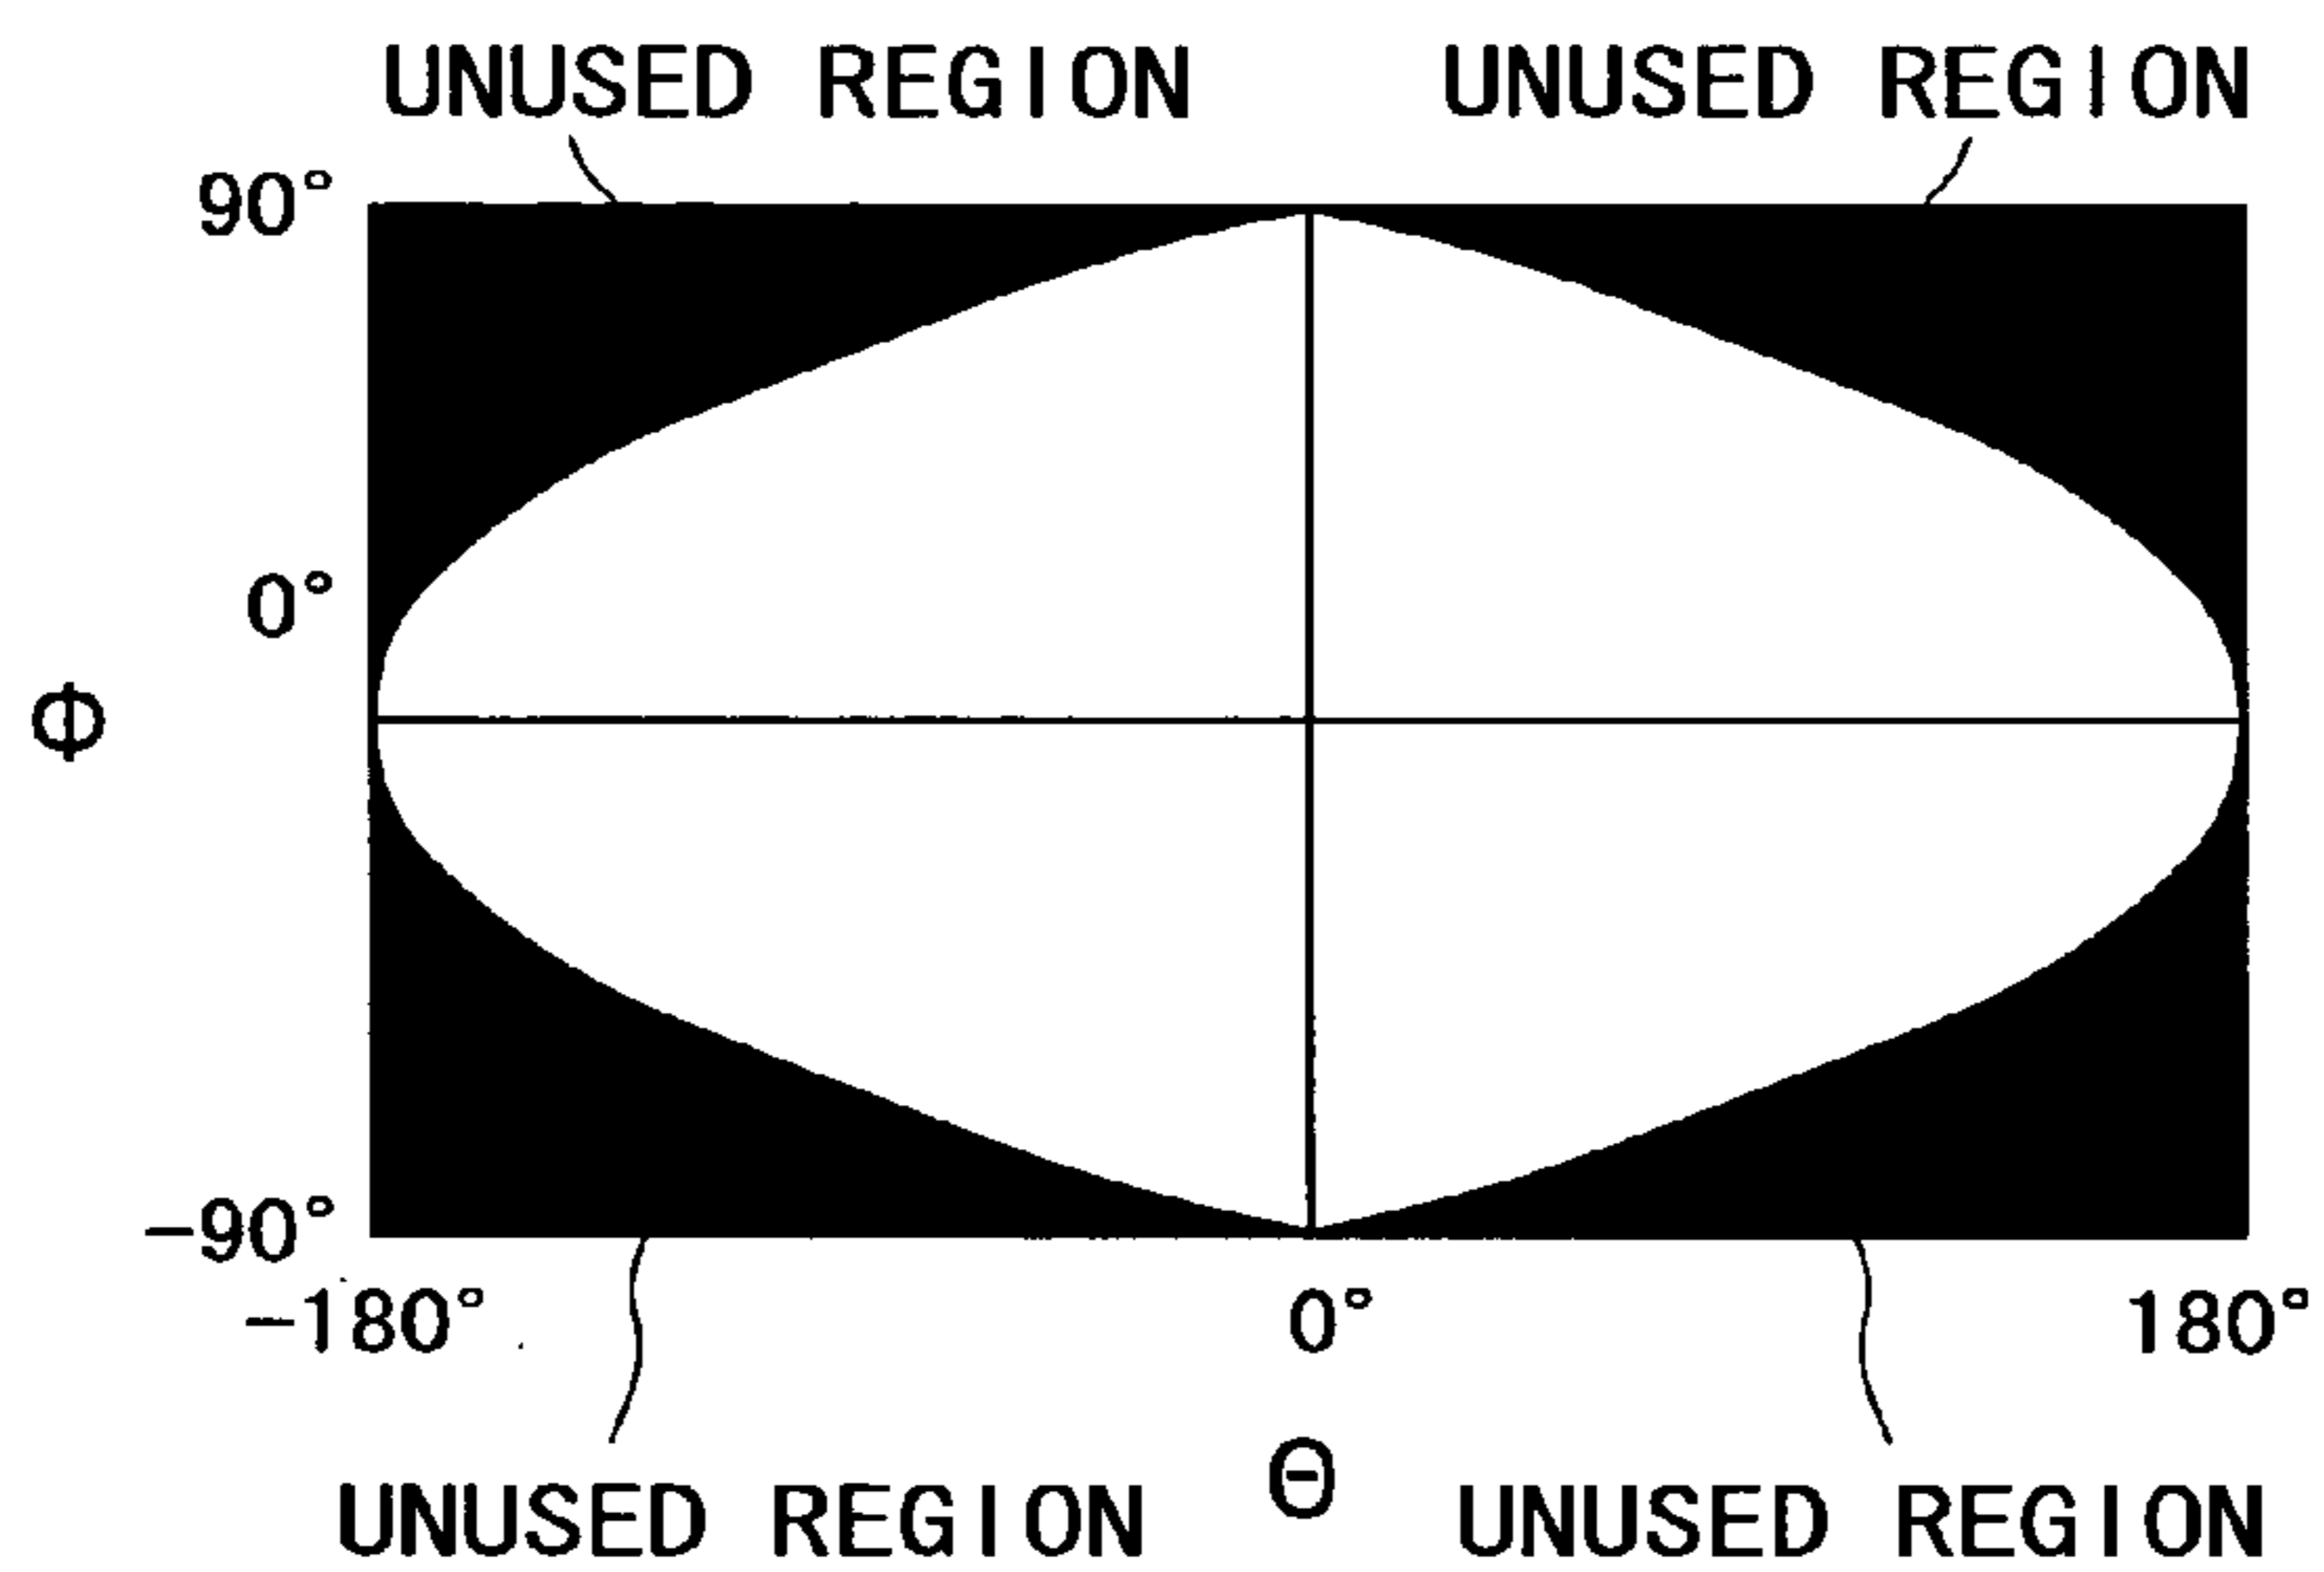 UNUSED REGION UNUSED REGION
90°
0°
Φ
-90°
-180° 0° 180°
Θ
UNUSED REGION UNUSED REGION